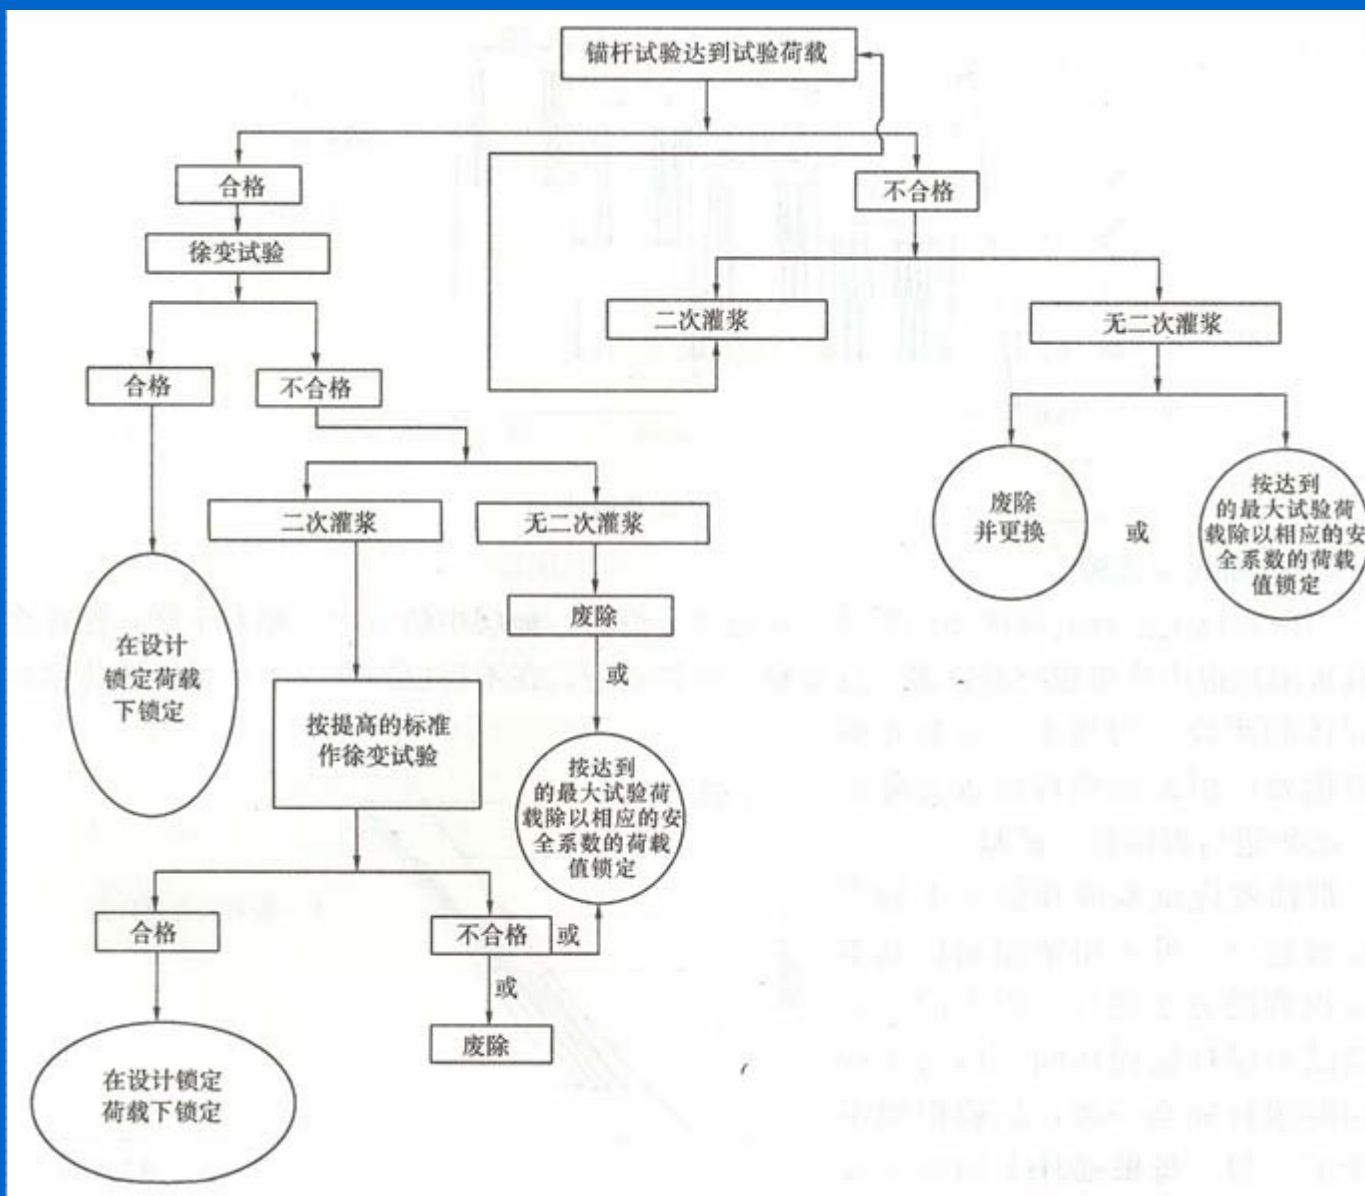 锚杆试验达到试验荷载
合格
不合格
徐变试验
二次灌浆
无二次灌浆
合格
不合格
二次灌浆
无二次灌浆
废除
并更换
或
按达到
的最大试验荷
载除以相应的安
全系数的荷载
值锁定
废除
或
在设计
锁定荷载
下锁定
按提高的标准
作徐变试验
按达到
的最大试验荷
载除以相应的安
全系数的荷载
值锁定
合格
不合格
或
或
废除
在设计锁定
荷载下锁定